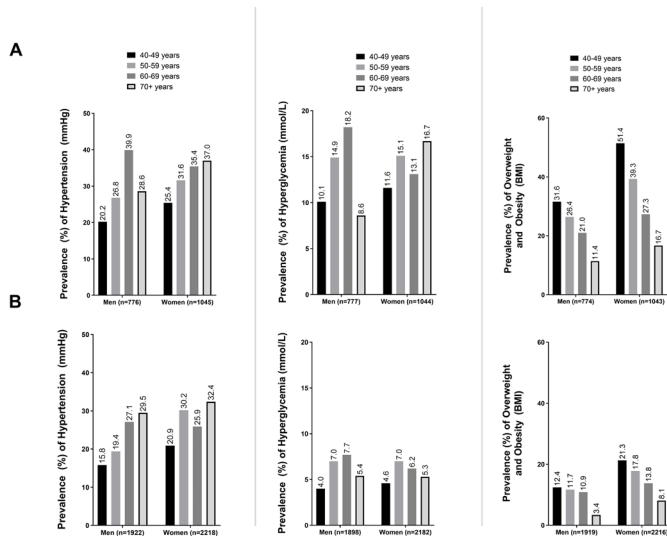 A
40-49 years
50-59 years
60-69 years
70+ years
Prevalence (%) of Hypertension (mmHg)
50
40
30
20
10
0
20.2
26.8
39.9
28.6
25.4
31.6
35.4
37.0
Men (n=776)
Women (n=1045)
40-49 years
50-59 years
60-69 years
70+ years
Prevalence (%) of Hyperglycemia (mmol/L)
20
15
10
5
0
10.1
14.9
18.2
8.6
11.6
15.1
13.1
16.7
Men (n=777)
Women (n=1044)
40-49 years
50-59 years
60-69 years
70+ years
Prevalence (%) of Overweight
and Obesity (BMI)
60
40
20
0
31.6
26.4
21.0
11.4
51.4
39.3
27.3
16.7
Men (n=774)
Women (n=1043)
B
Prevalence (%) of Hypertension (mmHg)
50
40
30
20
10
0
15.8
19.4
27.1
29.5
20.9
30.2
25.9
32.4
Men (n=1922)
Women (n=2218)
Prevalence (%) of Hyperglycemia (mmol/L)
20
15
10
5
0
4.0
7.0
7.7
5.4
4.6
7.0
6.2
5.3
Men (n=1898)
Women (n=2182)
Prevalence (%) of Overweight
and Obesity (BMI)
60
40
20
0
12.4
11.7
10.9
3.4
21.3
17.8
13.8
8.1
Men (n=1919)
Women (n=2216)